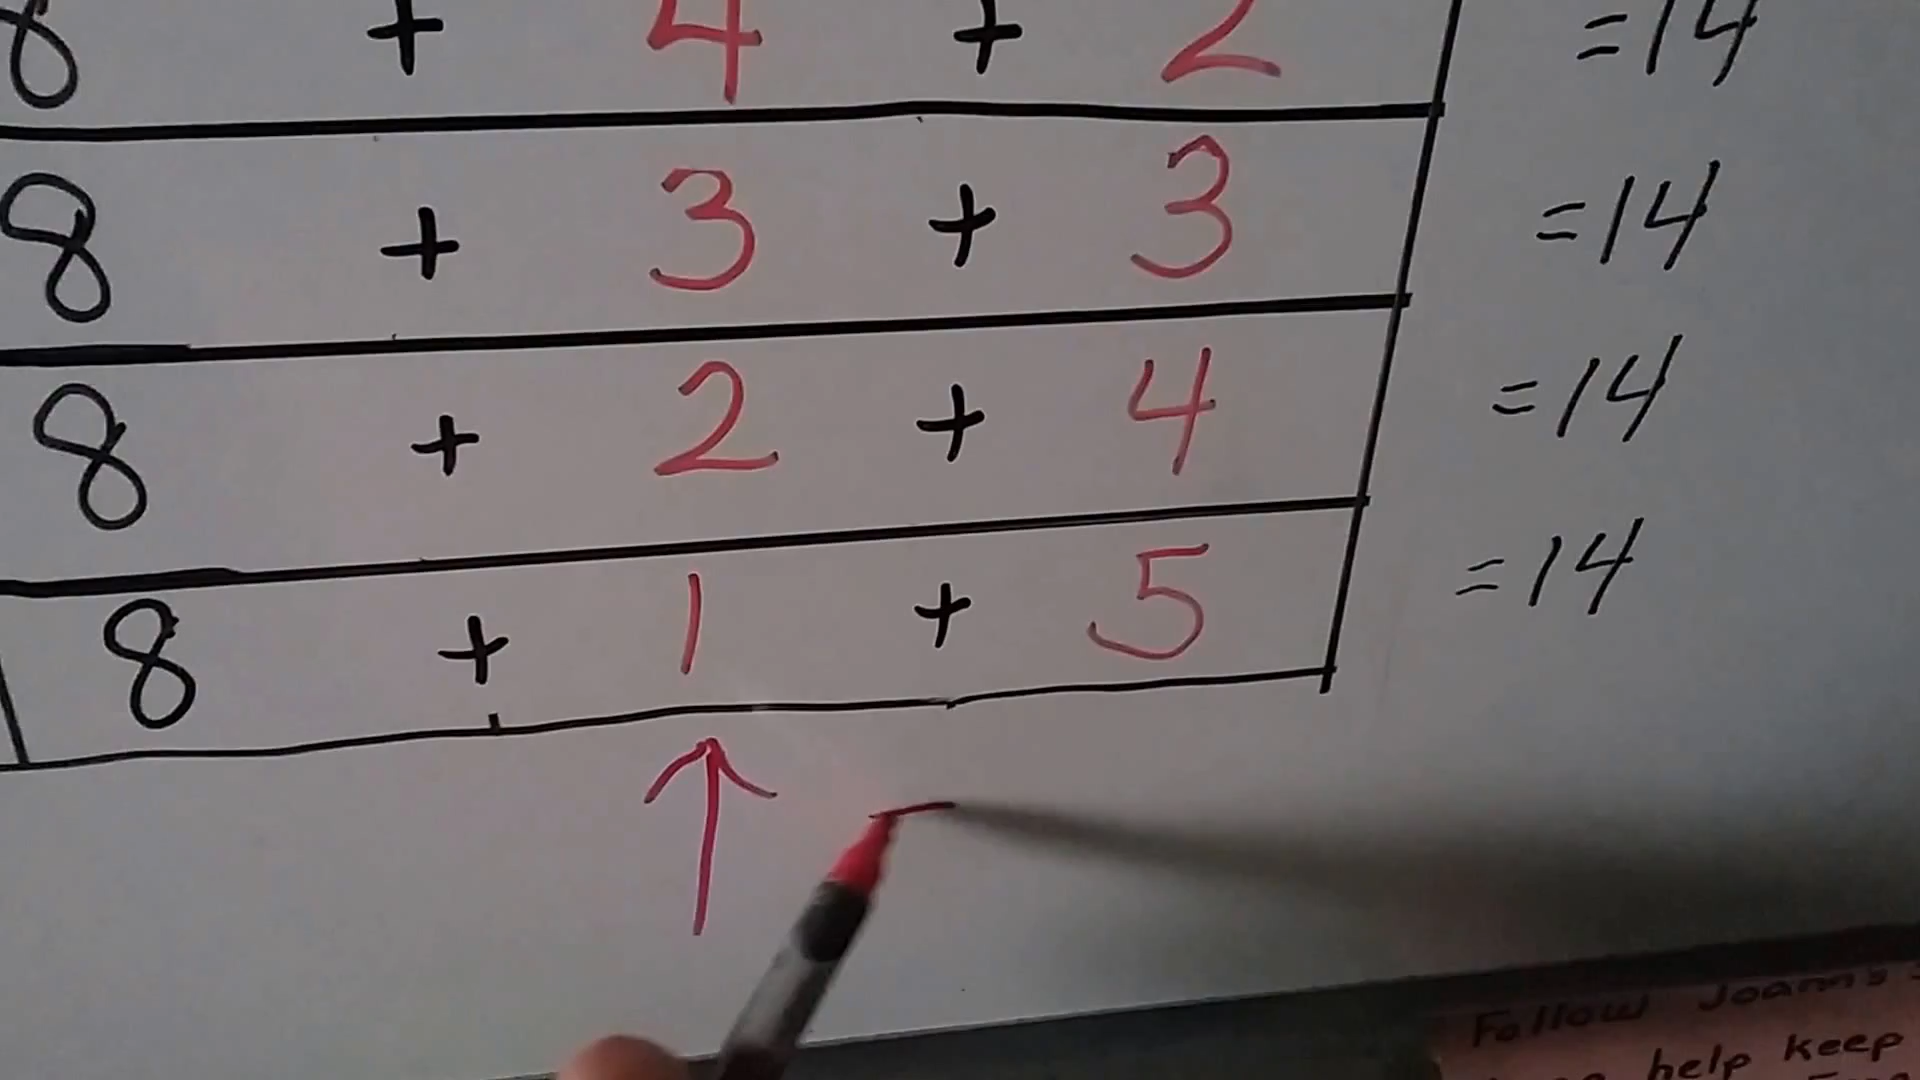 8 + 4 + 2 =14
8 + 3 + 3 =14
8 + 2 + 4 =14
8 + 1 + 5 =14
Follow Joann's
help keep